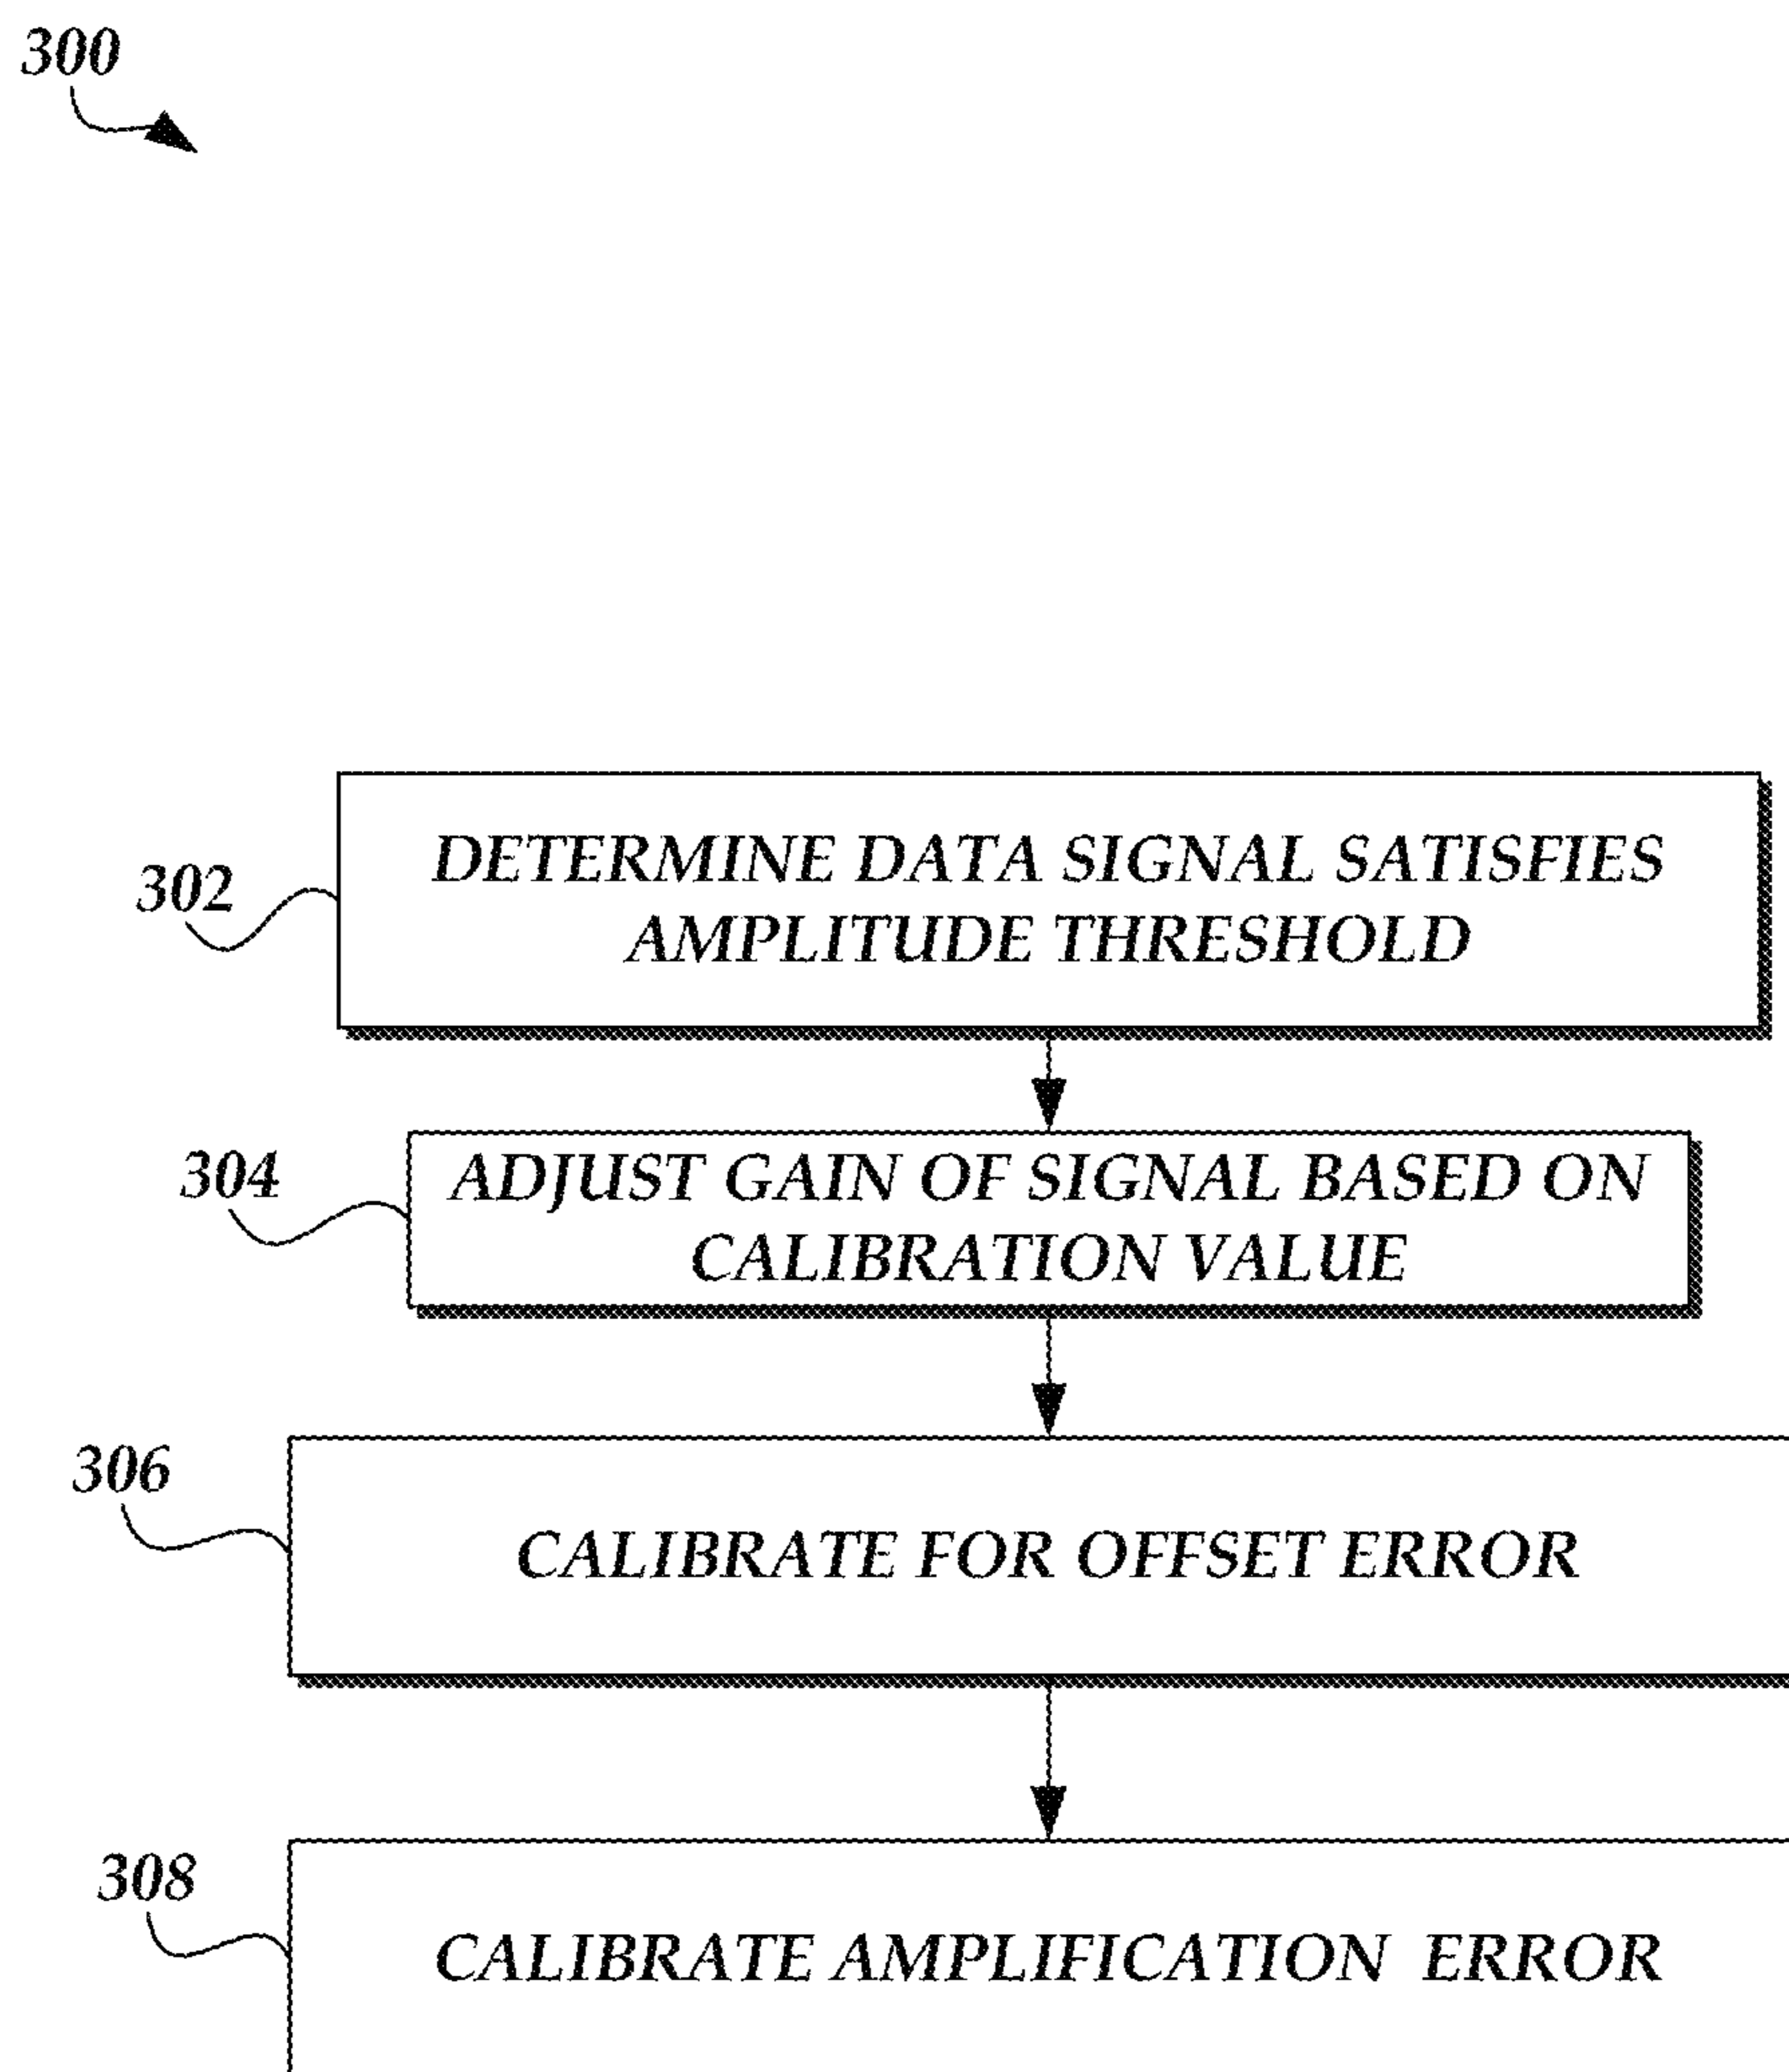 300
302
DETERMINE DATA SIGNAL SATISFIES
AMPLITUDE THRESHOLD
304
ADJUST GAIN OF SIGNAL BASED ON
CALIBRATION VALUE
306
CALIBRATE FOR OFFSET ERROR
308
CALIBRATE AMPLIFICATION ERROR